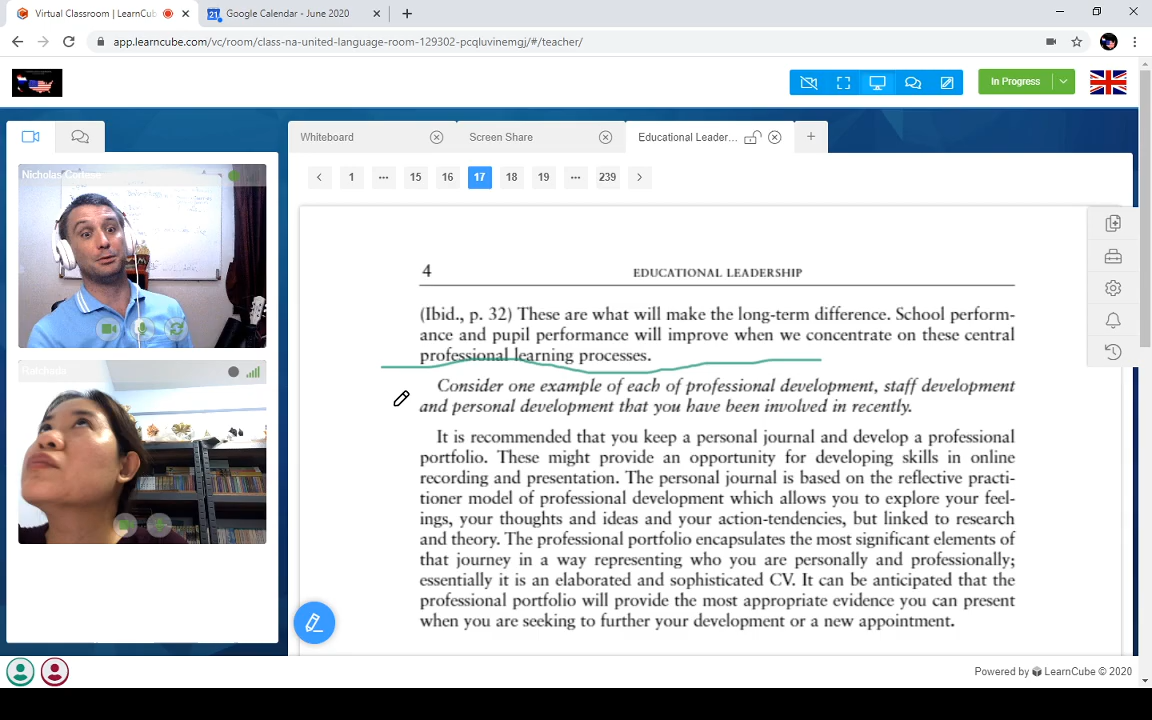 Virtual Classroom | LearnCub
Google Calendar - June 2020
app.learncube.com/vc/room/class-na-united-language-room-129302-pcqluvinemgj/#/teacher/
In Progress
Whiteboard
Screen Share
Educational Leader...
1 ... 15 16 17 18 19 ... 239
Nicholas
Ratchada
4 EDUCATIONAL LEADERSHIP
(Ibid., p. 32) These are what will make the long-term difference. School perform-
ance and pupil performance will improve when we concentrate on these central
professional learning processes.
Consider one example of each of professional development, staff development
and personal development that you have been involved in recently.
It is recommended that you keep a personal journal and develop a professional
portfolio. These might provide an opportunity for developing skills in online
recording and presentation. The personal journal is based on the reflective practi-
tioner model of professional development which allows you to explore your feel-
ings, your thoughts and ideas and your action-tendencies, but linked to research
and theory. The professional portfolio encapsulates the most significant elements of
that journey in a way representing who you are personally and professionally;
essentially it is an elaborated and sophisticated CV. It can be anticipated that the
professional portfolio will provide the most appropriate evidence you can present
when you are seeking to further your development or a new appointment.
Powered by LearnCube © 2020